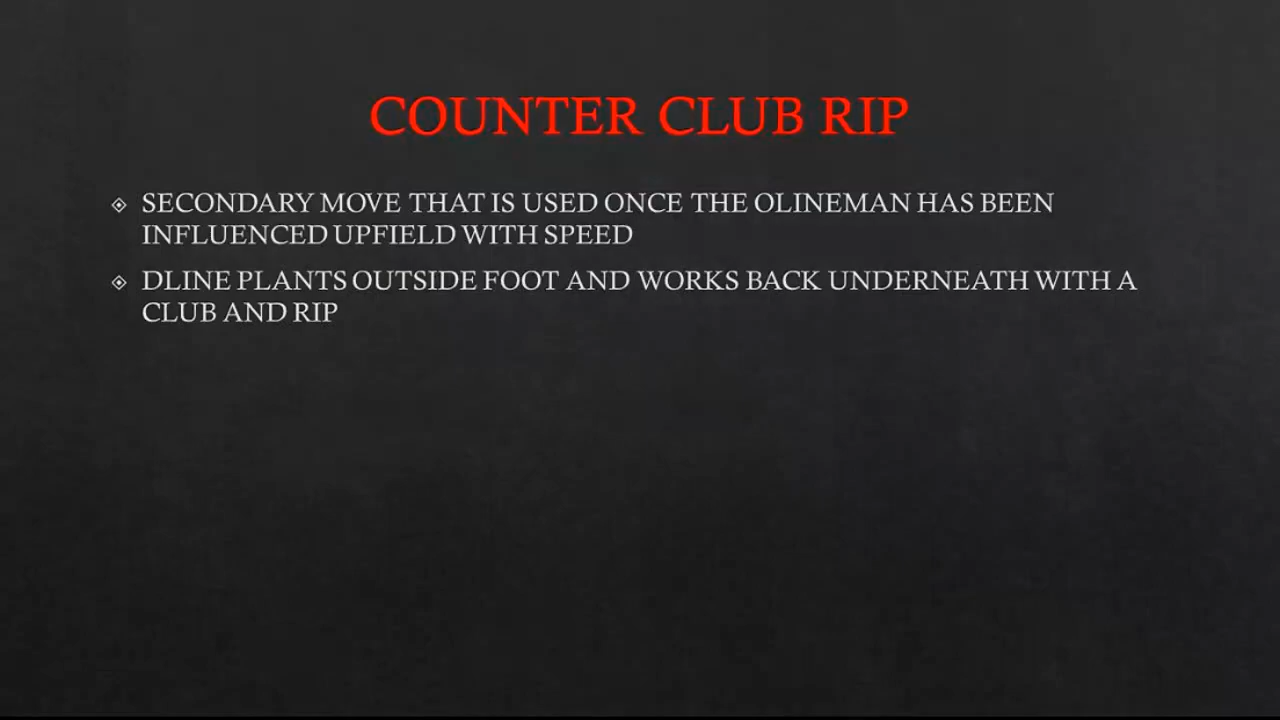 COUNTER CLUB RIP
SECONDARY MOVE THAT IS USED ONCE THE OLINEMAN HAS BEEN
INFLUENCED UPFIELD WITH SPEED
DLINE PLANTS OUTSIDE FOOT AND WORKS BACK UNDERNEATH WITH A
CLUB AND RIP